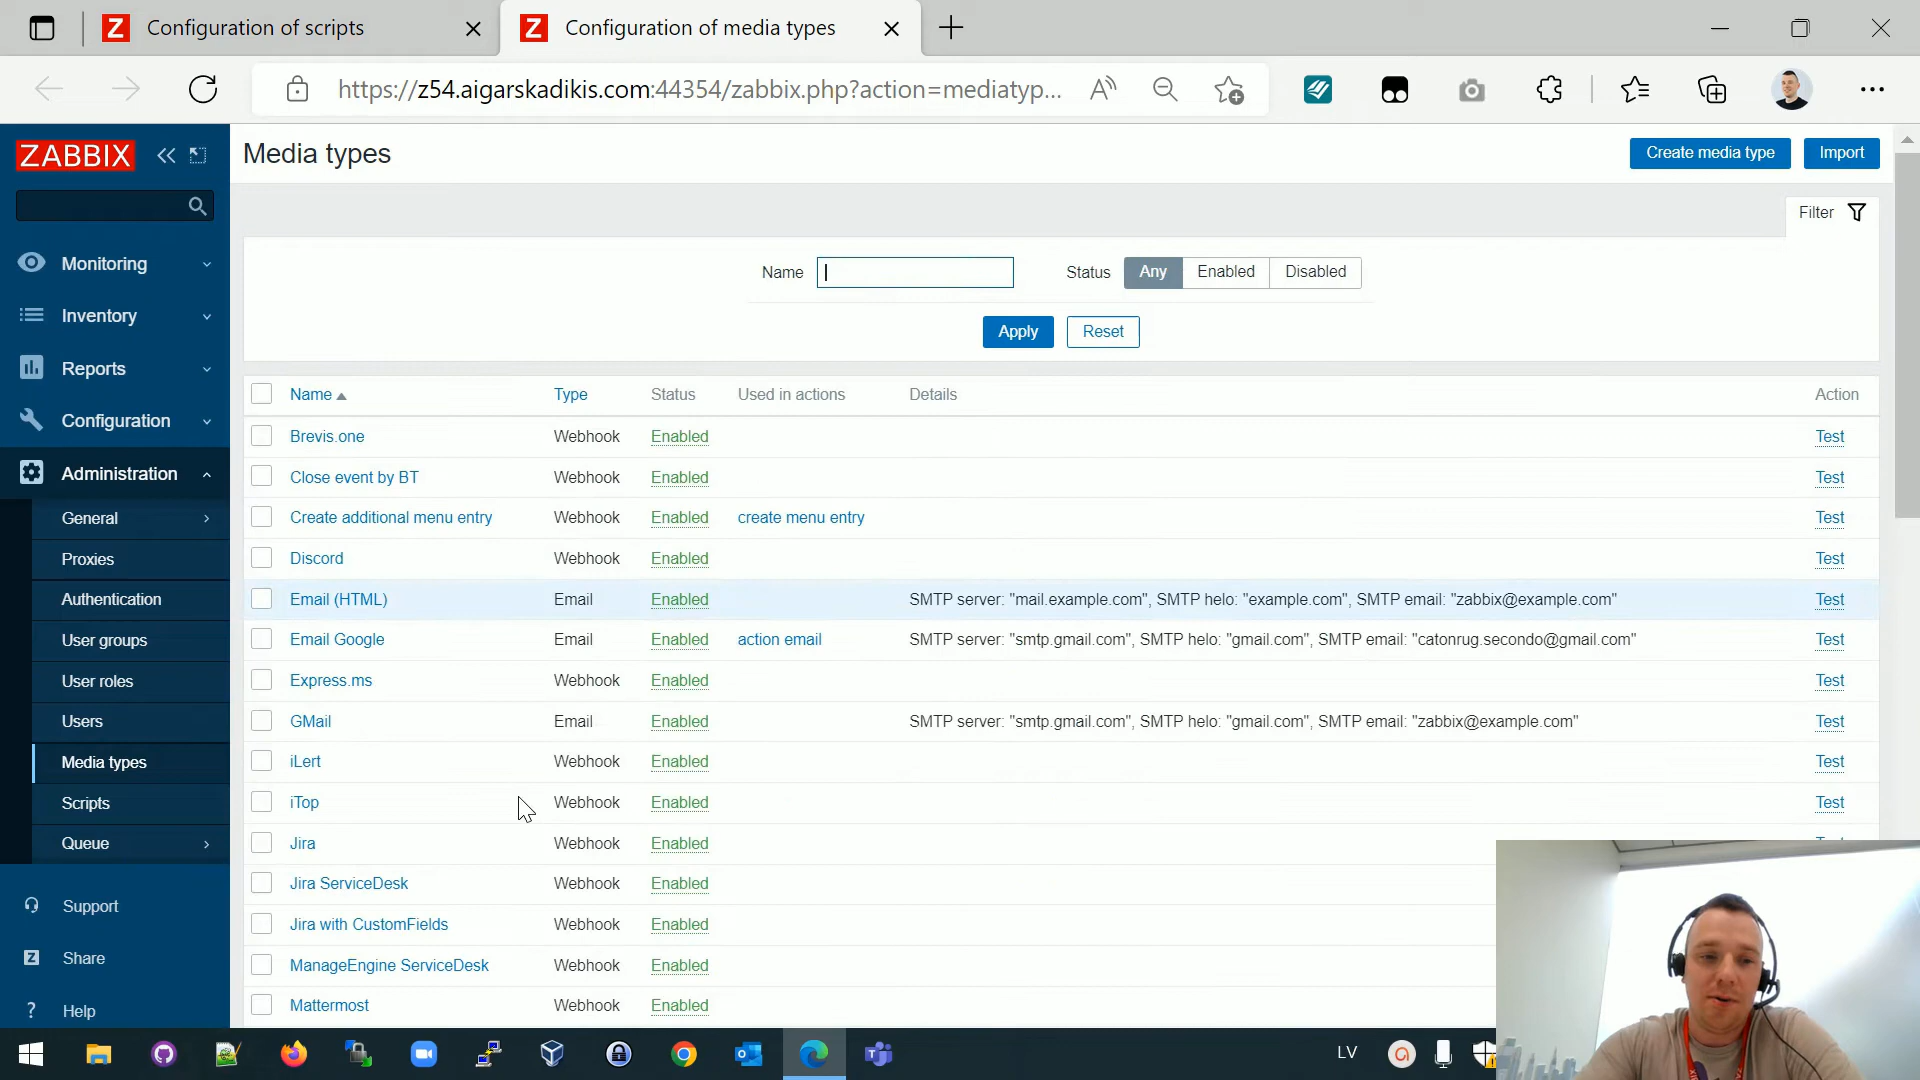 Configuration of scripts
Configuration of media types
https://z54.aigarskadikis.com:44354/zabbix.php?action=mediatyp...
ZABBIX
Media types
Create media type
Import
Filter
Monitoring
Inventory
Reports
Configuration
Administration
General
Proxies
Authentication
User groups
User roles
Users
Media types
Scripts
Queue
Support
Share
Help
Name
Status
Any
Enabled
Disabled
Apply
Reset
Name Type Status Used in actions Details Action
Brevis.one Webhook Enabled Test
Close event by BT Webhook Enabled Test
Create additional menu entry Webhook Enabled create menu entry Test
Discord Webhook Enabled Test
Email (HTML) Email Enabled SMTP server: "mail.example.com", SMTP helo: "example.com", SMTP email: "zabbix@example.com" Test
Email Google Email Enabled action email SMTP server: "smtp.gmail.com", SMTP helo: "gmail.com", SMTP email: "catonrug.secondo@gmail.com" Test
Express.ms Webhook Enabled Test
GMail Email Enabled SMTP server: "smtp.gmail.com", SMTP helo: "gmail.com", SMTP email: "zabbix@example.com" Test
iLert Webhook Enabled Test
iTop Webhook Enabled Test
Jira Webhook Enabled
Jira ServiceDesk Webhook Enabled
Jira with CustomFields Webhook Enabled
ManageEngine ServiceDesk Webhook Enabled
Mattermost Webhook Enabled
LV